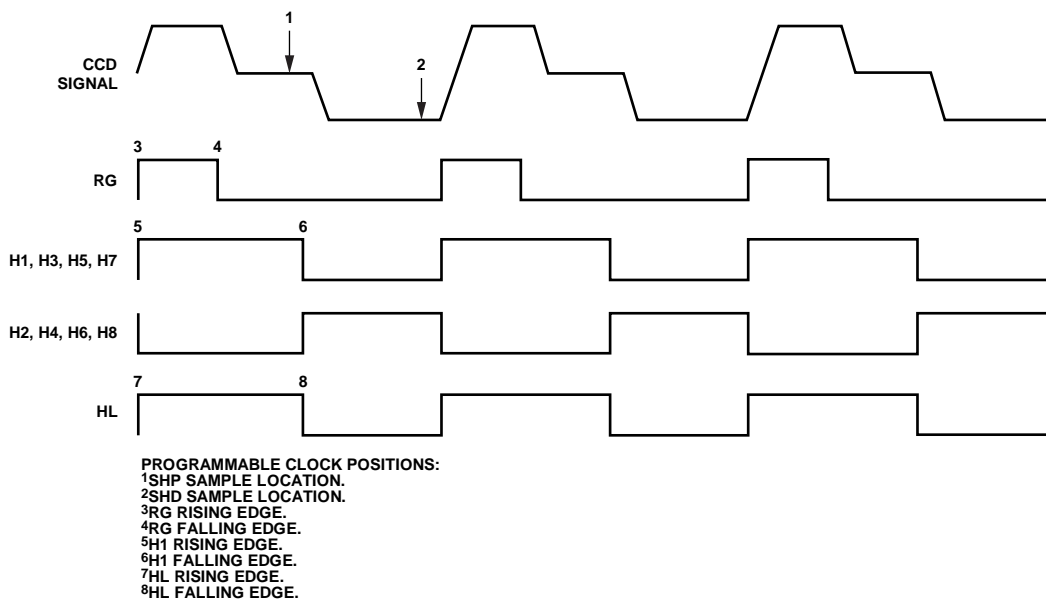 1
CCD
SIGNAL
2
3
4
RG
5
6
H1, H3, H5, H7
H2, H4, H6, H8
7
8
HL
PROGRAMMABLE CLOCK POSITIONS:
1SHP SAMPLE LOCATION.
2SHD SAMPLE LOCATION.
3RG RISING EDGE.
4RG FALLING EDGE.
5H1 RISING EDGE.
6H1 FALLING EDGE.
7HL RISING EDGE.
8HL FALLING EDGE.